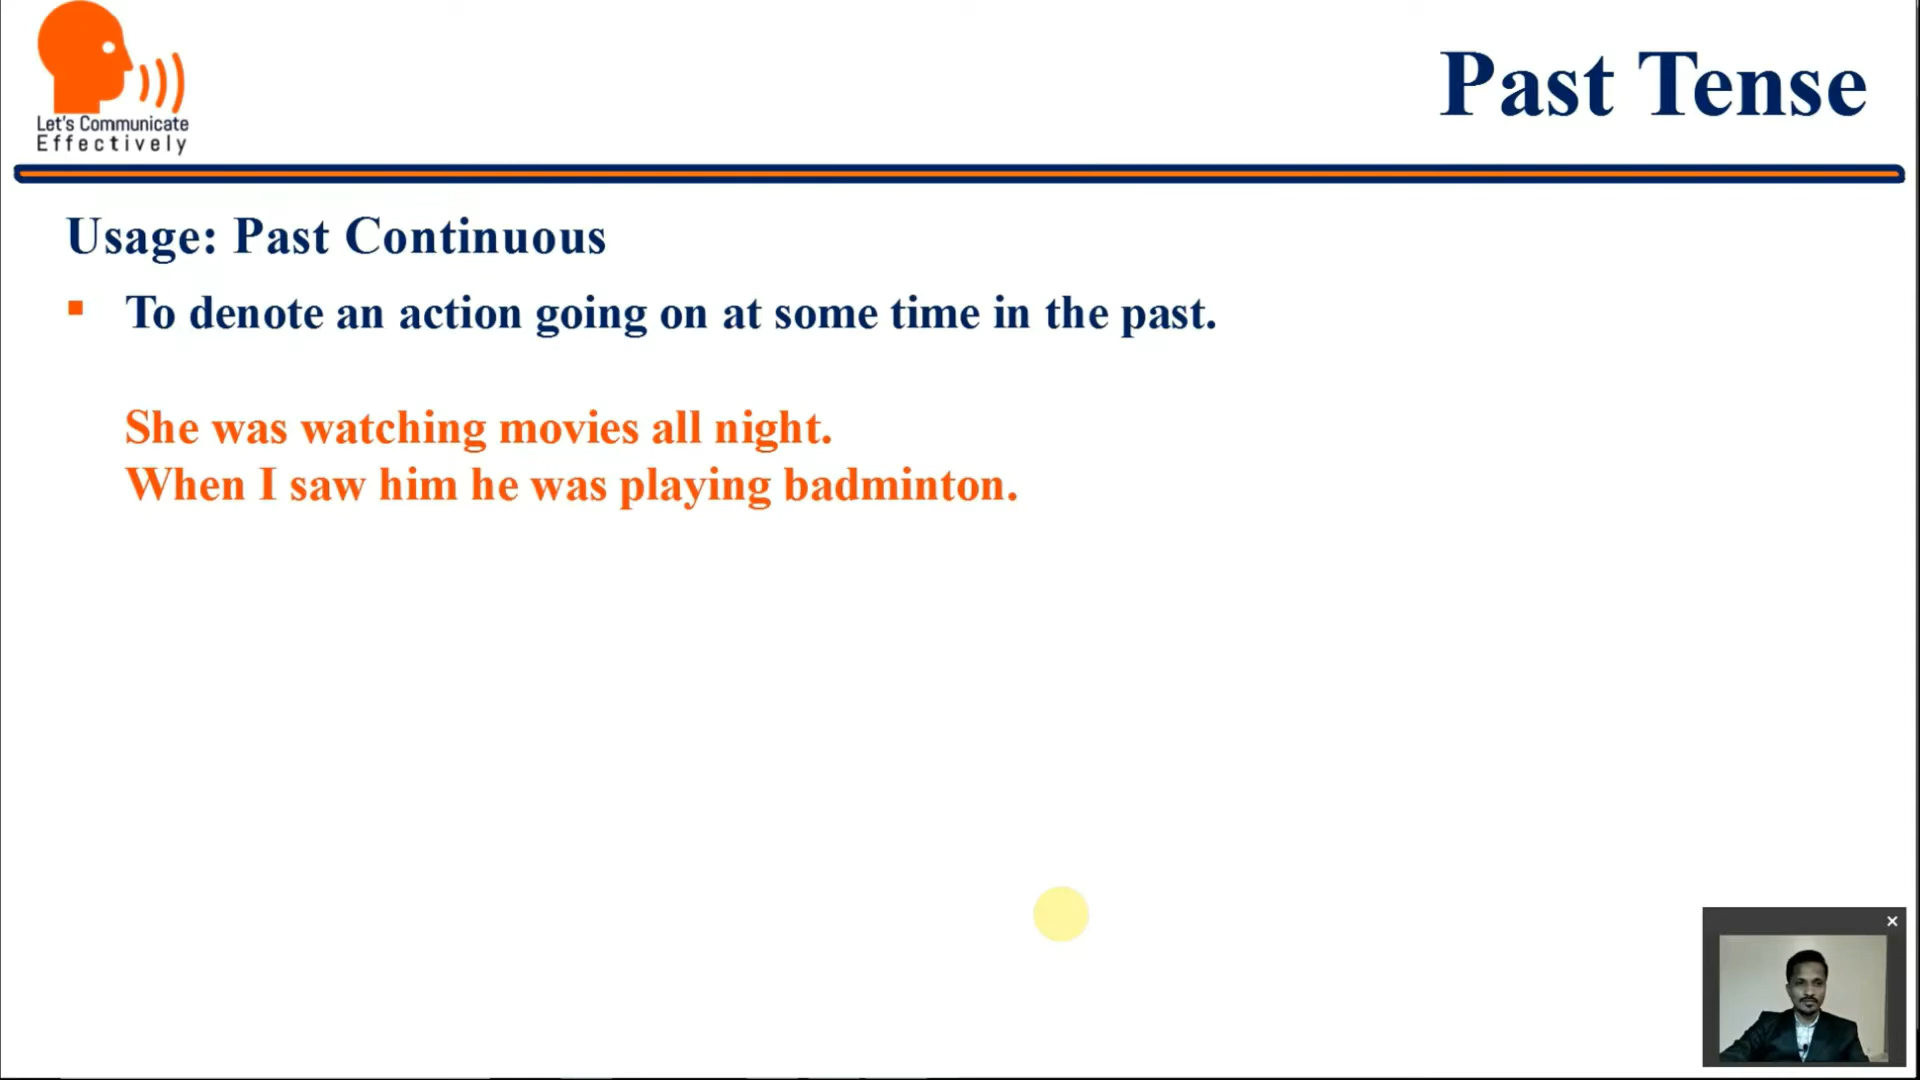 Let's Communicate
Effectively
Past Tense
Usage: Past Continuous
To denote an action going on at some time in the past.
She was watching movies all night.
When I saw him he was playing badminton.